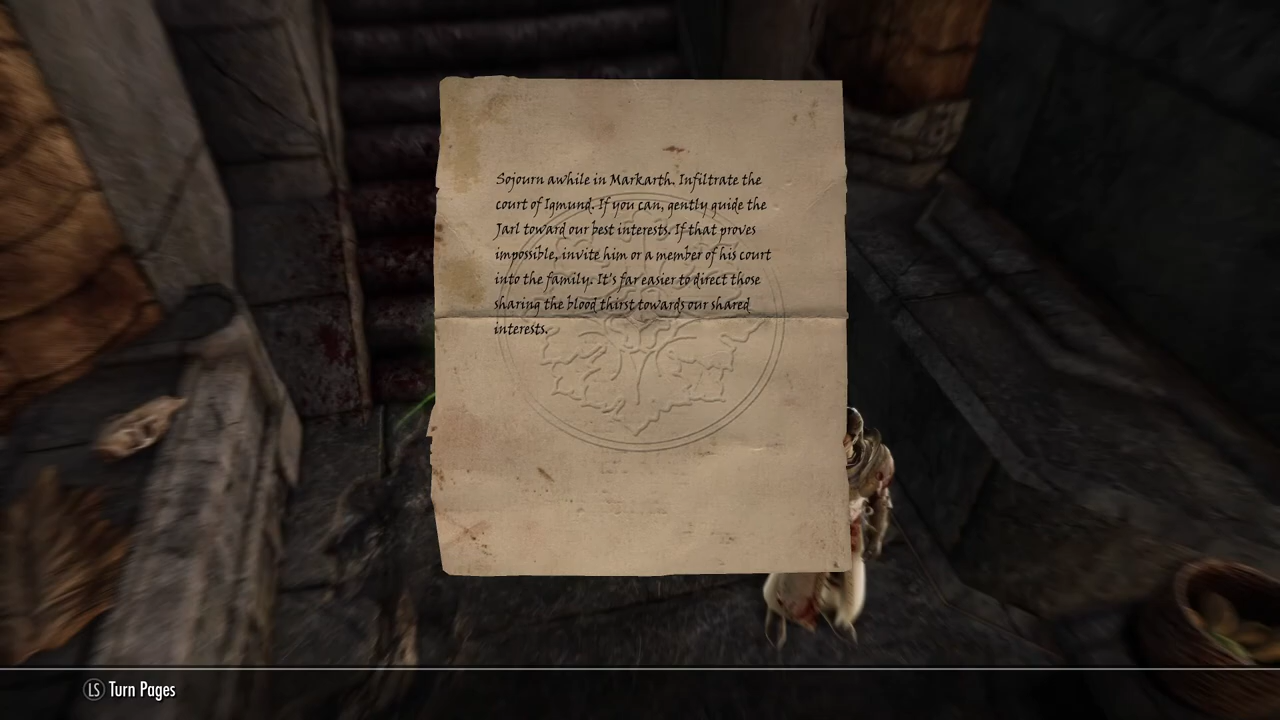 Sojourn awhile in Markarth. Infiltrate the
court of Igmund. If you can, gently guide the
Jarl toward our best interests. If that proves
impossible, invite him or a member of his court
into the family. It's far easier to direct those
sharing the blood thirst towards our shared
interests.
LS Turn Pages